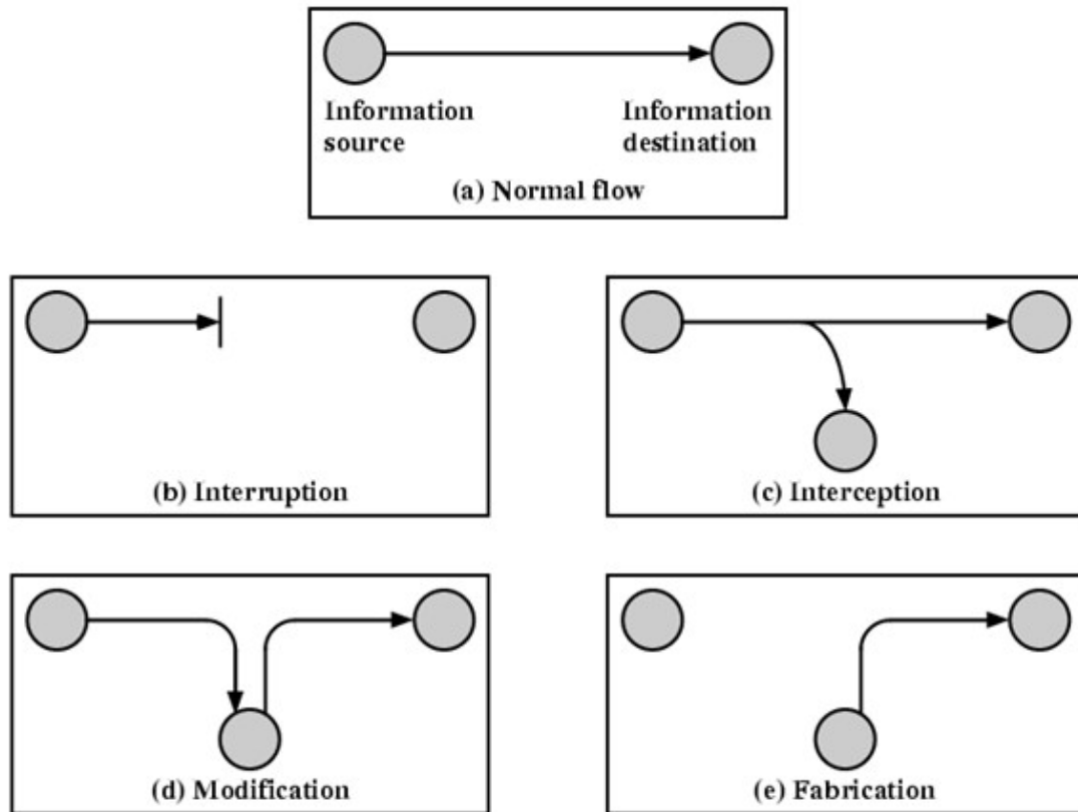 Information
source
Information
destination
(a) Normal flow
(b) Interruption
(c) Interception
(d) Modification
(e) Fabrication